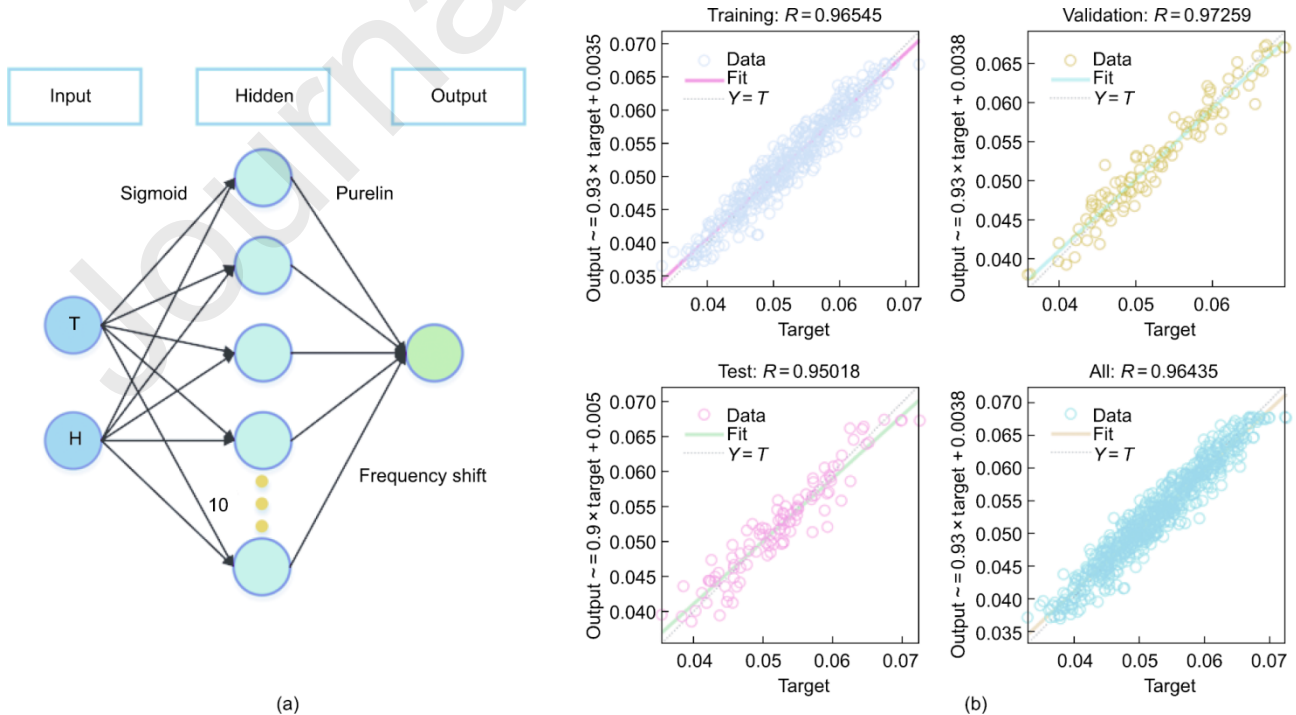 Journa
Input
Hidden
Output
Sigmoid
Purelin
T
H
10
Frequency shift
(a)
Training: R = 0.96545
Output ~ = 0.93 × target + 0.0035
0.070
0.065
0.060
0.055
0.050
0.045
0.040
0.035
Data
Fit
Y = T
0.04 0.05 0.06 0.07
Target
Validation: R = 0.97259
Output ~ = 0.93 × target + 0.0038
0.070
0.065
0.060
0.055
0.050
0.045
0.040
Data
Fit
Y = T
0.04 0.05 0.06
Target
Test: R = 0.95018
Output ~ = 0.9 × target + 0.005
0.070
0.065
0.060
0.055
0.050
0.045
0.040
Data
Fit
Y = T
0.04 0.05 0.06 0.07
Target
All: R = 0.96435
Output ~ = 0.93 × target + 0.0038
0.070
0.065
0.060
0.055
0.050
0.045
0.040
0.035
Data
Fit
Y = T
0.04 0.05 0.06 0.07
Target
(b)